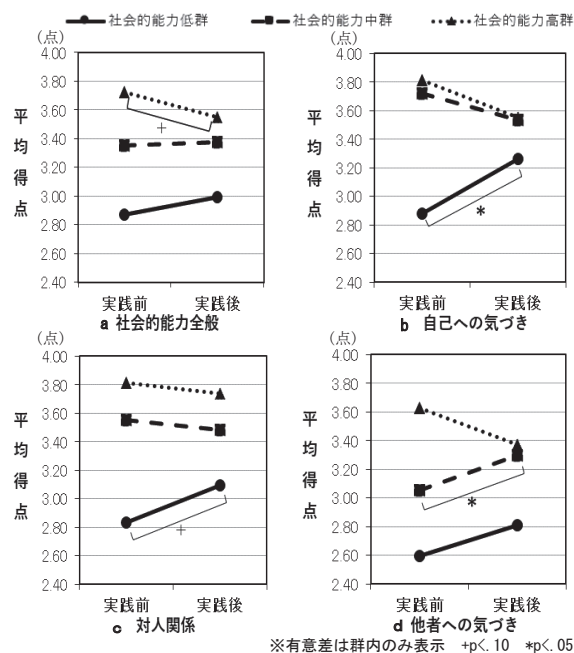 社会的能力低群 社会的能力中群 社会的能力高群
(点) (点)
4.00 4.00
3.80 3.80
3.60 3.60
3.40 3.40
3.20 3.20
3.00 3.00
2.80 2.80
2.60 2.60
2.40 2.40
平均得点 平均得点
+ *
実践前 実践後 実践前 実践後
a 社会的能力全般 b 自己への気づき
(点) (点)
4.00 4.00
3.80 3.80
3.60 3.60
3.40 3.40
3.20 3.20
3.00 3.00
2.80 2.80
2.60 2.60
2.40 2.40
平均得点 平均得点
+ *
実践前 実践後 実践前 実践後
c 対人関係 d 他者への気づき
※有意差は群内のみ表示 +p<.10 *p<.05